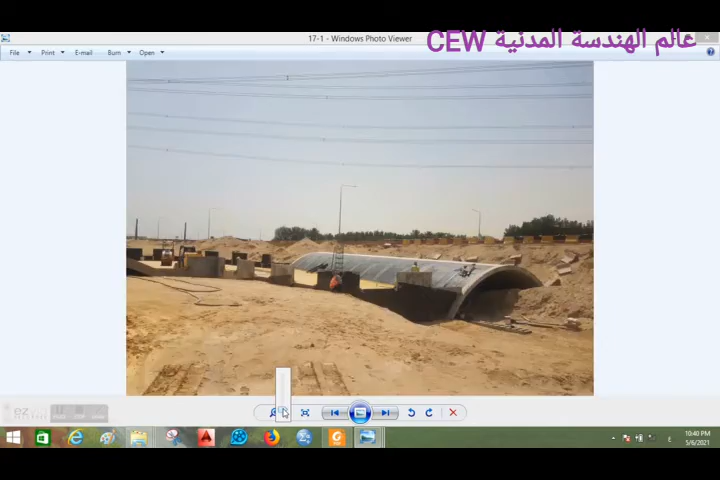 17-1 - Windows Photo Viewer
عالم الهندسة المدنية CEW
File Print E-mail Burn Open
ez
10:40 PM
5/6/2021